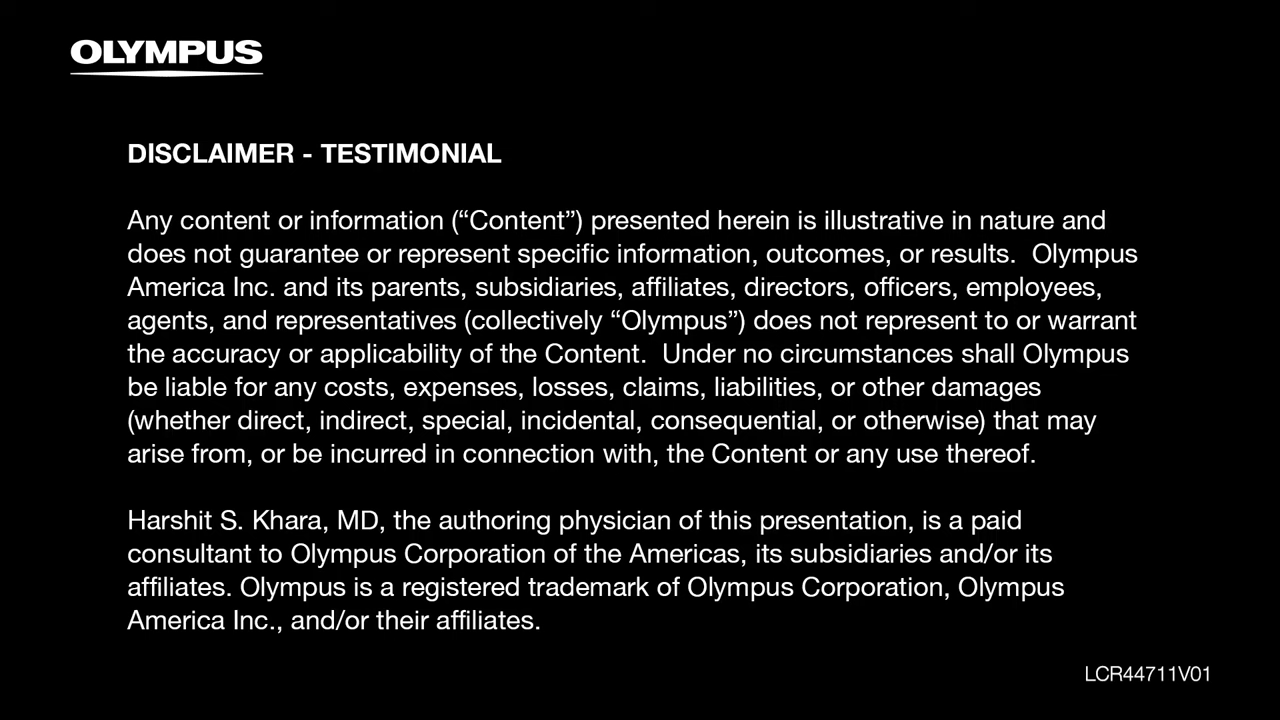 OLYMPUS
DISCLAIMER - TESTIMONIAL
Any content or information (“Content”) presented herein is illustrative in nature and
does not guarantee or represent specific information, outcomes, or results.  Olympus
America Inc. and its parents, subsidiaries, affiliates, directors, officers, employees,
agents, and representatives (collectively “Olympus”) does not represent to or warrant
the accuracy or applicability of the Content.  Under no circumstances shall Olympus
be liable for any costs, expenses, losses, claims, liabilities, or other damages
(whether direct, indirect, special, incidental, consequential, or otherwise) that may
arise from, or be incurred in connection with, the Content or any use thereof.
Harshit S. Khara, MD, the authoring physician of this presentation, is a paid
consultant to Olympus Corporation of the Americas, its subsidiaries and/or its
affiliates. Olympus is a registered trademark of Olympus Corporation, Olympus
America Inc., and/or their affiliates.
LCR44711V01